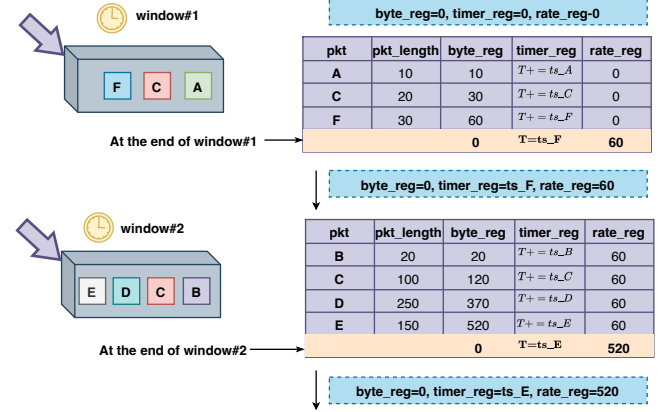 window#1
byte_reg=0, timer_reg=0, rate_reg-0
F C A
pkt pkt_length byte_reg timer_reg rate_reg
A 10 10 T+ = ts_A 0
C 20 30 T+ = ts_C 0
F 30 60 T+ = ts_F 0
At the end of window#1 0 T=ts_F 60
byte_reg=0, timer_reg=ts_F, rate_reg=60
window#2
E D C B
pkt pkt_length byte_reg timer_reg rate_reg
B 20 20 T+ = ts_B 60
C 100 120 T+ = ts_C 60
D 250 370 T+ = ts_D 60
E 150 520 T+ = ts_E 60
At the end of window#2 0 T=ts_E 520
byte_reg=0, timer_reg=ts_E, rate_reg=520